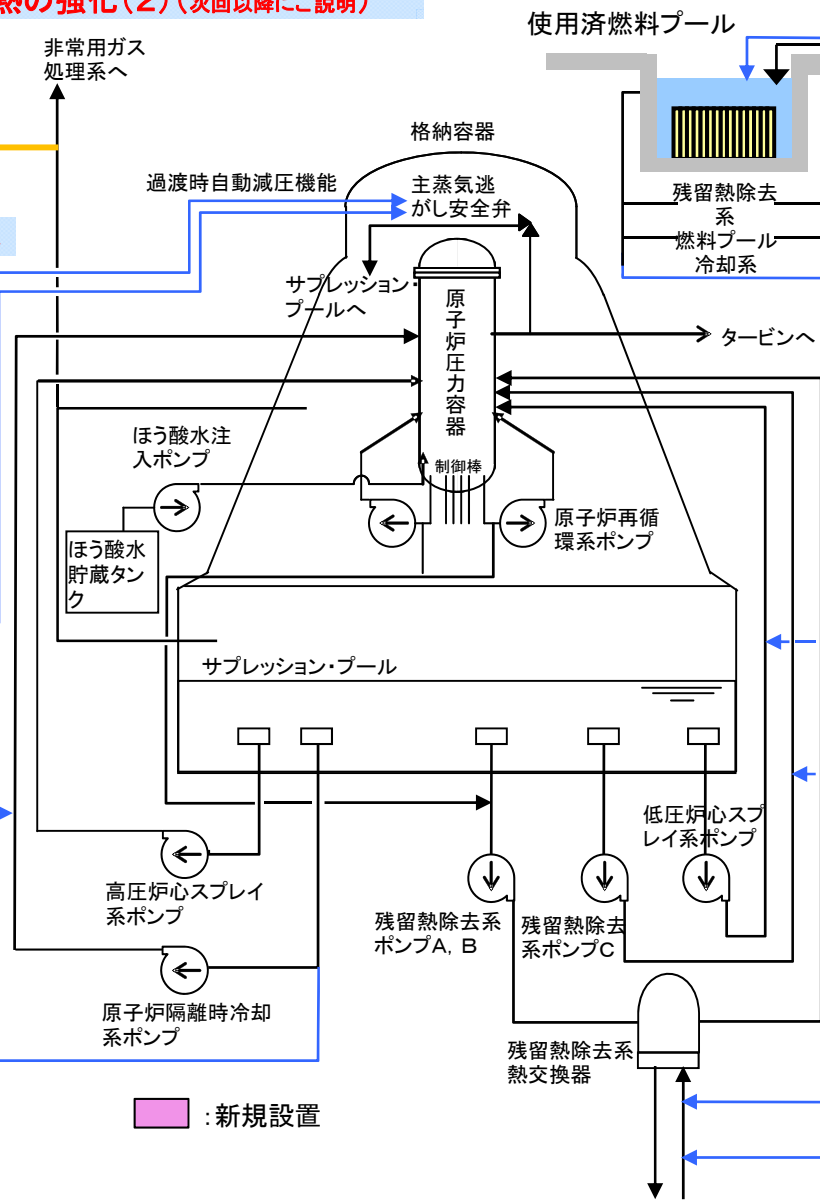 熱の強化(2)(次回以降にご説明)
使用済燃料プール
非常用ガス
処理系へ
格納容器
過渡時自動減圧機能
主蒸気逃
がし安全弁
残留熱除去
系
燃料プール
冷却系
サプレッション・
プールへ
原子炉圧力容器
タービンへ
ほう酸水注
入ポンプ
制御棒
原子炉再循
環系ポンプ
ほう酸水
貯蔵タン
ク
サプレッション・プール
低圧炉心スプ
レイ系ポンプ
高圧炉心スプレイ
系ポンプ
残留熱除去系
ポンプA, B
残留熱除去
系ポンプC
原子炉隔離時冷却
系ポンプ
残留熱除去系
熱交換器
:新規設置